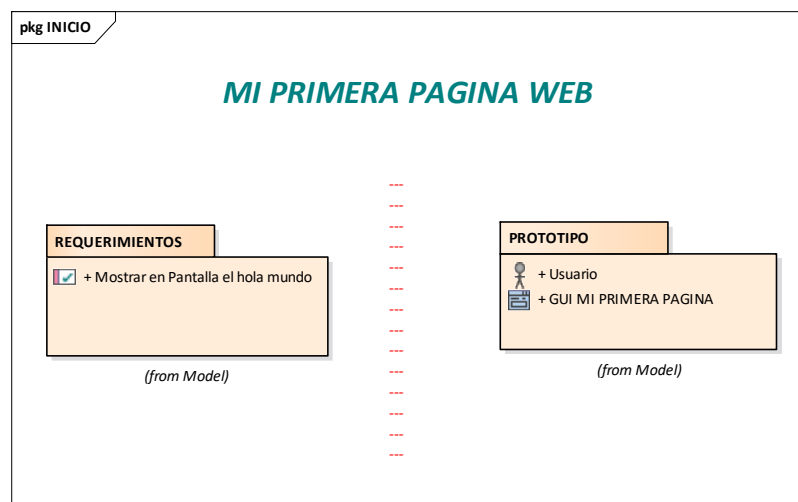 pkg INICIO
MI PRIMERA PAGINA WEB
REQUERIMIENTOS
+ Mostrar en Pantalla el hola mundo
(from Model)
---
---
---
---
---
---
---
---
---
---
---
---
---
---
PROTOTIPO
+ Usuario
+ GUI MI PRIMERA PAGINA
(from Model)